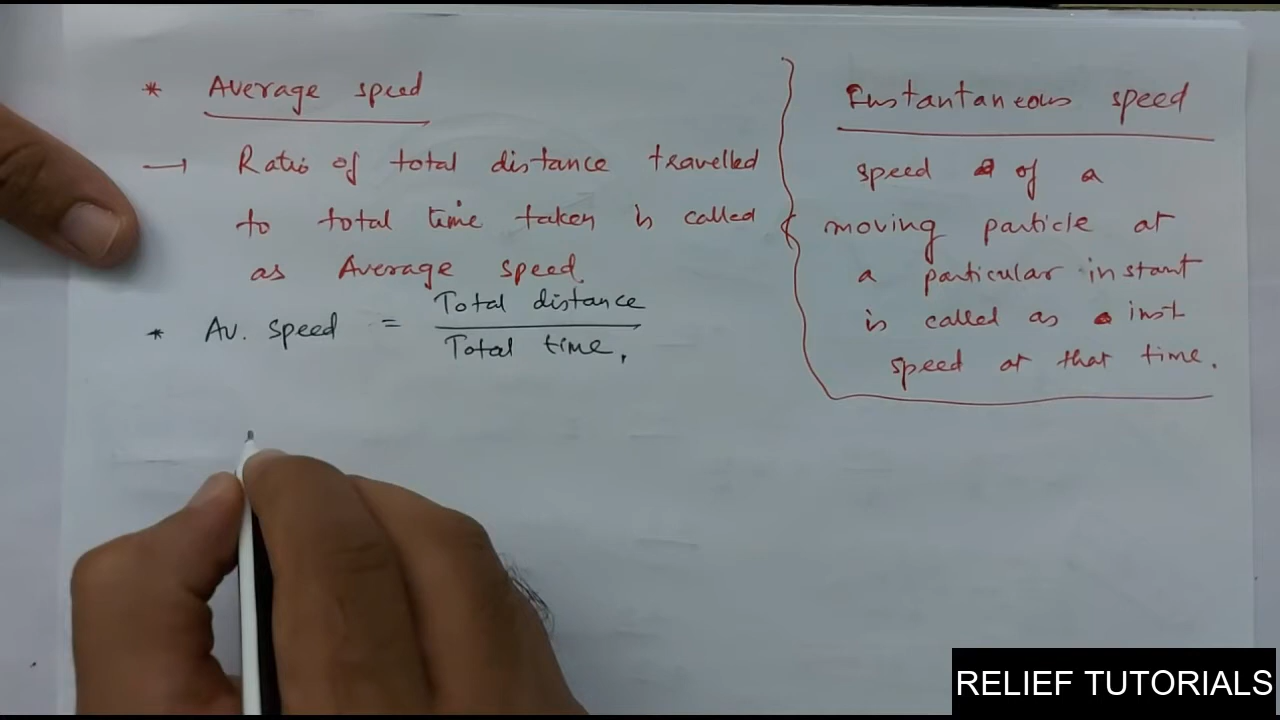 * Average speed
→ Ratio of total distance travelled
to total time taken is called
as Average speed.
* Av. speed = Total distance
Total time.
Instantaneous speed
speed of a
moving particle at
a particular instant
is called as inst
speed at that time.
RELIEF TUTORIALS